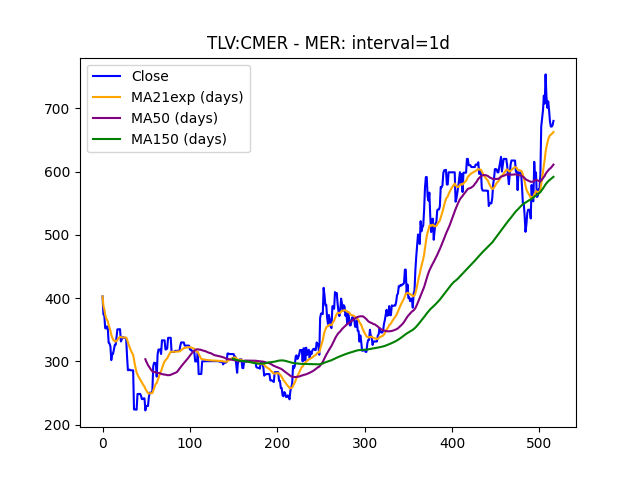 TLV:CMER - MER: interval=1d
Close
MA21exp (days)
MA50 (days)
MA150 (days)
700
600
500
400
300
200
0 100 200 300 400 500